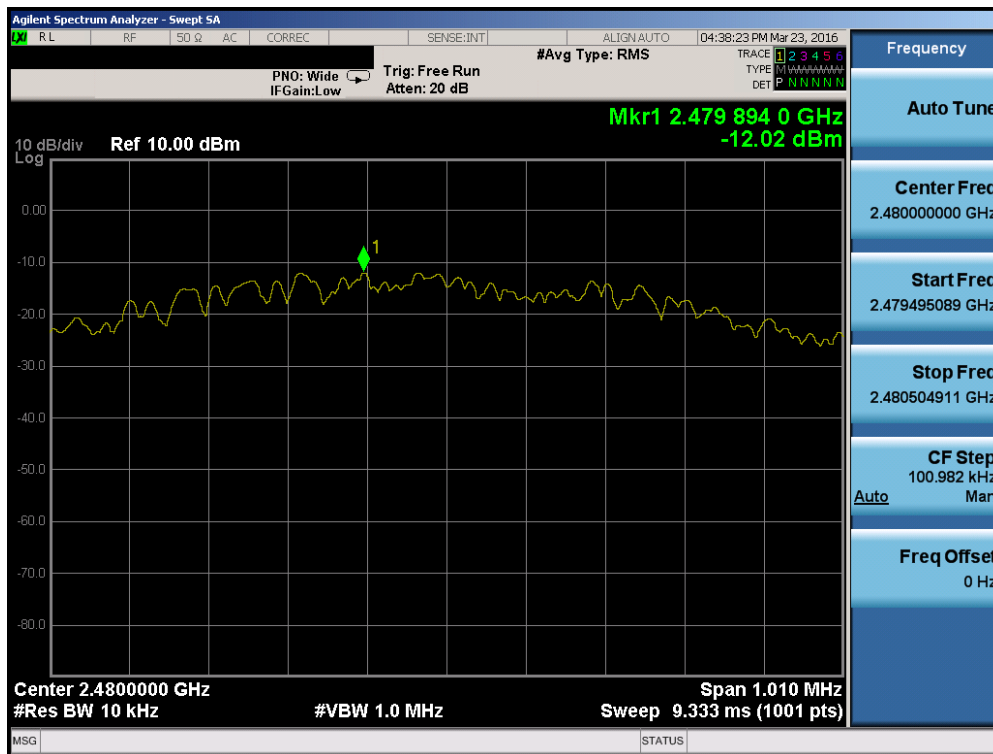 Agilent Spectrum Analyzer - Swept SA
LXI RL RF 50 Ω AC CORREC SENSE:INT ALIGN AUTO 04:38:23 PM Mar 23, 2016
#Avg Type: RMS
TRACE 1 2 3 4 5 6
PNO: Wide Trig: Free Run
TYPE M W W W W W
IFGain:Low Atten: 20 dB
DET P N N N N N
Mkr1 2.479 894 0 GHz
-12.02 dBm
10 dB/div Ref 10.00 dBm
Log
0.00
1
-10.0
-20.0
-30.0
-40.0
-50.0
-60.0
-70.0
-80.0
Center 2.4800000 GHz Span 1.010 MHz
#Res BW 10 kHz #VBW 1.0 MHz Sweep 9.333 ms (1001 pts)
MSG STATUS
Frequency
Auto Tune
Center Freq
2.480000000 GHz
Start Freq
2.479495089 GHz
Stop Freq
2.480504911 GHz
CF Step
100.982 kHz
Auto Man
Freq Offset
0 Hz